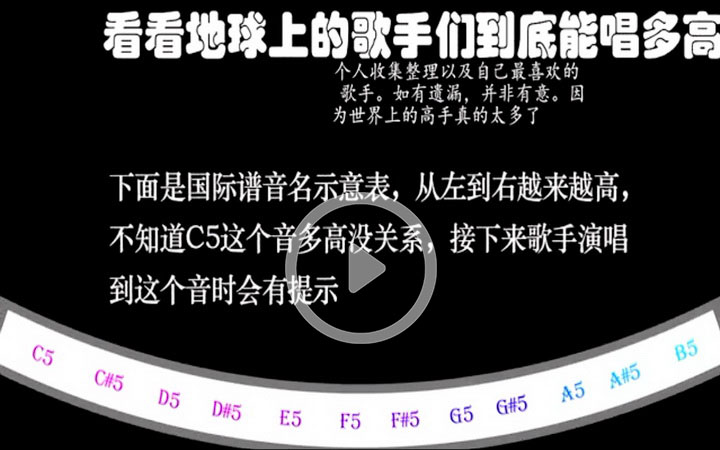 看看地球上的歌手们到底能唱多高
个人收集整理以及自己最喜欢的
歌手。如有遗漏，并非有意。因
为世界上的高手真的太多了
下面是国际谱音名示意表，从左到右越来越高，
不知道C5这个音多高没关系，接下来歌手演唱
到这个音时会有提示
C5 C#5 D5 D#5 E5 F5 F#5 G5 G#5 A5 A#5 B5